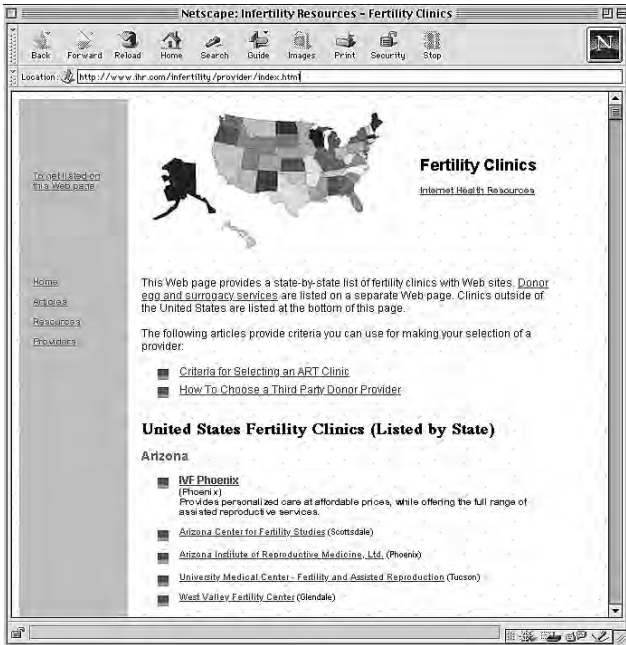 Netscape: Infertility Resources - Fertility Clinics
Back Forward Reload Home Search Guide Images Print Security Stop
N
Location: http://www.ihr.com/infertility/provider/index.html
To get listed on
this Web page
Fertility Clinics
Internet Health Resources
Home
Articles
Resources
Providers
This Web page provides a state-by-state list of fertility clinics with Web sites. Donor
egg and surrogacy services are listed on a separate Web page. Clinics outside of
the United States are listed at the bottom of this page.
The following articles provide criteria you can use for making your selection of a
provider:
Criteria for Selecting an ART Clinic
How To Choose a Third Party Donor Provider
United States Fertility Clinics (Listed by State)
Arizona
IVF Phoenix
(Phoenix)
Provides personalized care at affordable prices, while offering the full range of
assisted reproductive services.
Arizona Center for Fertility Studies (Scottsdale)
Arizona Institute of Reproductive Medicine, Ltd. (Phoenix)
University Medical Center - Fertility and Assisted Reproduction (Tucson)
West Valley Fertility Center (Glendale)